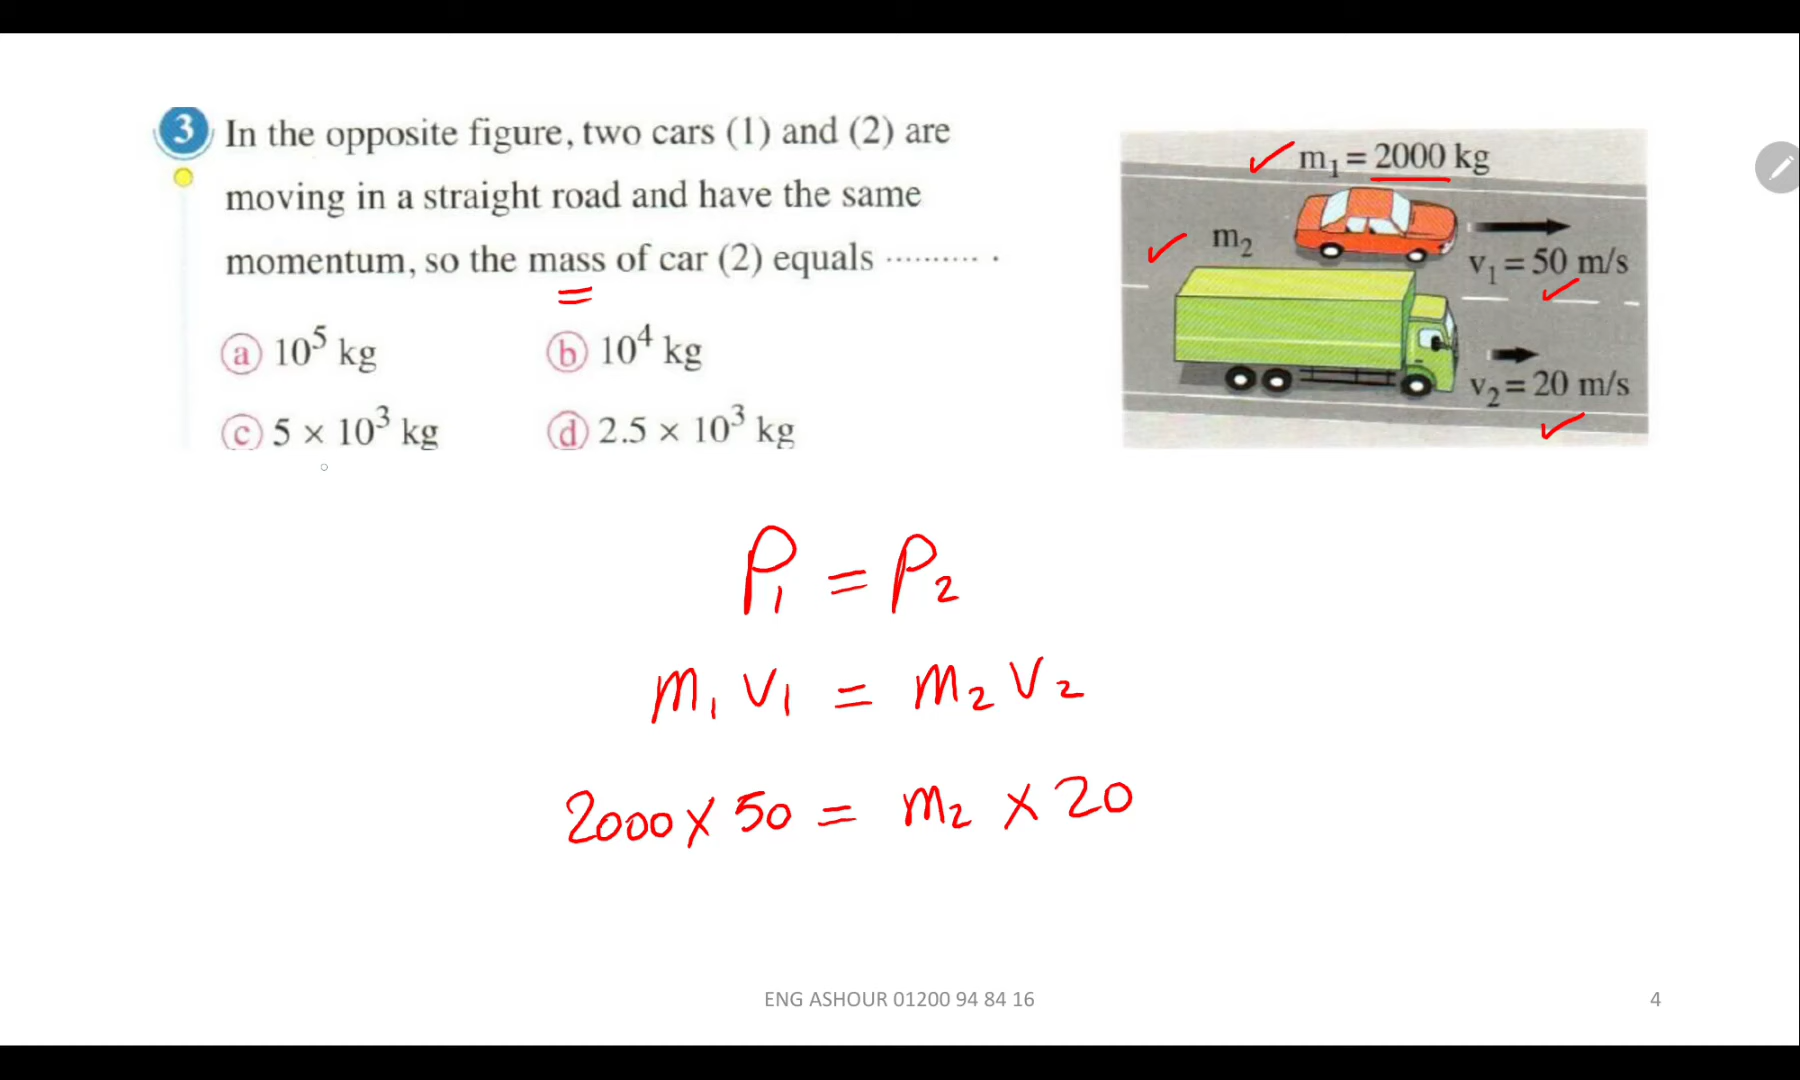 3 In the opposite figure, two cars (1) and (2) are
moving in a straight road and have the same
momentum, so the mass of car (2) equals .......... .
a 10⁵ kg
b 10⁴ kg
c 5 × 10³ kg
d 2.5 × 10³ kg
m₁ = 2000 kg
v₁ = 50 m/s
m₂
v₂ = 20 m/s
P₁ = P₂
m₁ v₁ = m₂ v₂
2000 × 50 = m₂ × 20
ENG ASHOUR 01200 94 84 16
4